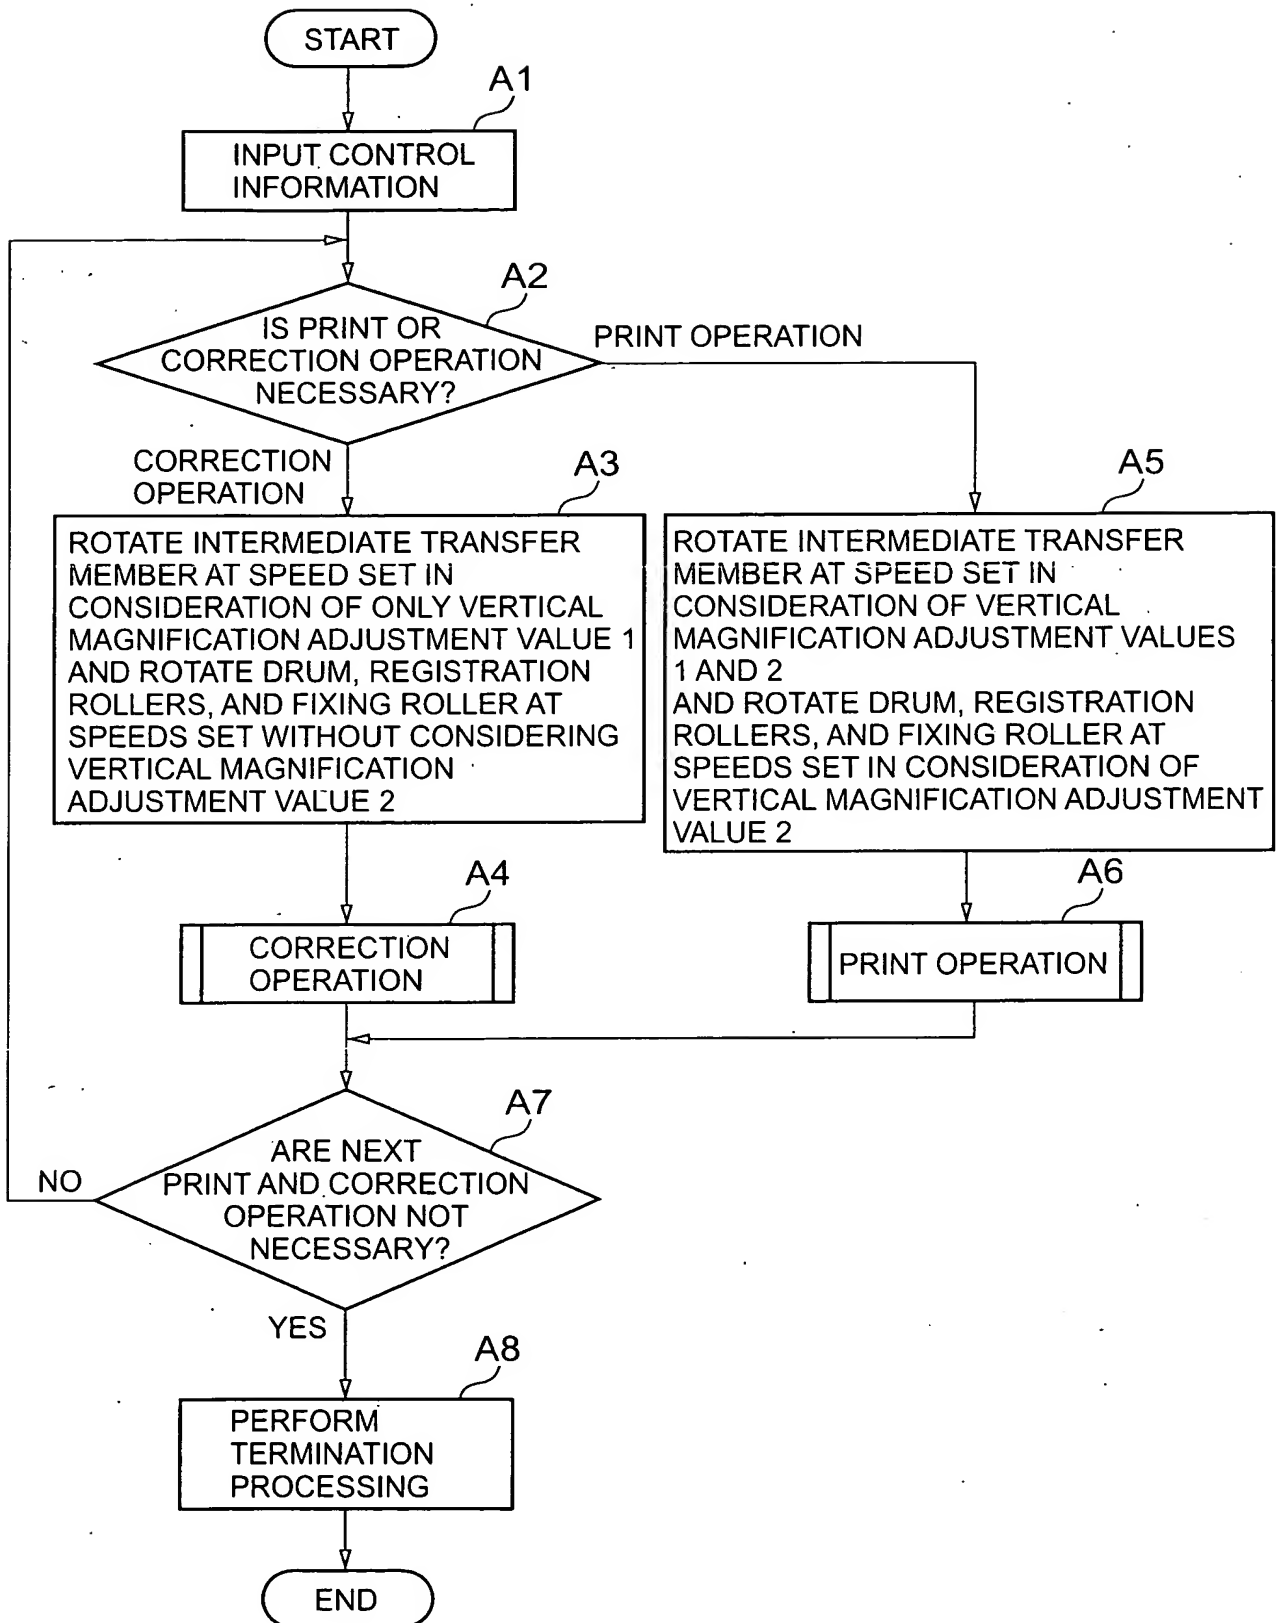 START
A1
INPUT CONTROL
INFORMATION
A2
IS PRINT OR
CORRECTION OPERATION
NECESSARY?
PRINT OPERATION
CORRECTION
OPERATION
A3
ROTATE INTERMEDIATE TRANSFER
MEMBER AT SPEED SET IN
CONSIDERATION OF ONLY VERTICAL
MAGNIFICATION ADJUSTMENT VALUE 1
AND ROTATE DRUM, REGISTRATION
ROLLERS, AND FIXING ROLLER AT
SPEEDS SET WITHOUT CONSIDERING
VERTICAL MAGNIFICATION
ADJUSTMENT VALUE 2
A5
ROTATE INTERMEDIATE TRANSFER
MEMBER AT SPEED SET IN
CONSIDERATION OF VERTICAL
MAGNIFICATION ADJUSTMENT VALUES
1 AND 2
AND ROTATE DRUM, REGISTRATION
ROLLERS, AND FIXING ROLLER AT
SPEEDS SET IN CONSIDERATION OF
VERTICAL MAGNIFICATION ADJUSTMENT
VALUE 2
A4
CORRECTION
OPERATION
A6
PRINT OPERATION
A7
ARE NEXT
PRINT AND CORRECTION
OPERATION NOT
NECESSARY?
NO
YES
A8
PERFORM
TERMINATION
PROCESSING
END